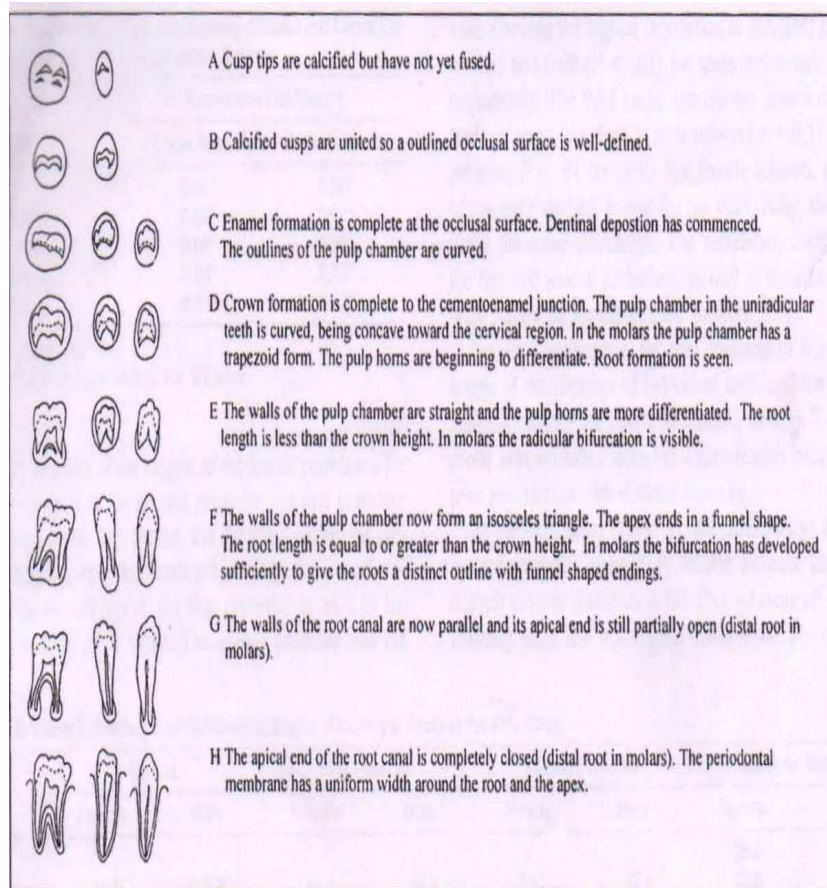 A Cusp tips are calcified but have not yet fused.
B Calcified cusps are united so a outlined occlusal surface is well-defined.
C Enamel formation is complete at the occlusal surface. Dentinal depostion has commenced.
The outlines of the pulp chamber are curved.
D Crown formation is complete to the cementoenamel junction. The pulp chamber in the uniradicular
teeth is curved, being concave toward the cervical region. In the molars the pulp chamber has a
trapezoid form. The pulp horns are beginning to differentiate. Root formation is seen.
E The walls of the pulp chamber are straight and the pulp horns are more differentiated. The root
length is less than the crown height. In molars the radicular bifurcation is visible.
F The walls of the pulp chamber now form an isosceles triangle. The apex ends in a funnel shape.
The root length is equal to or greater than the crown height. In molars the bifurcation has developed
sufficiently to give the roots a distinct outline with funnel shaped endings.
G The walls of the root canal are now parallel and its apical end is still partially open (distal root in
molars).
H The apical end of the root canal is completely closed (distal root in molars). The periodontal
membrane has a uniform width around the root and the apex.